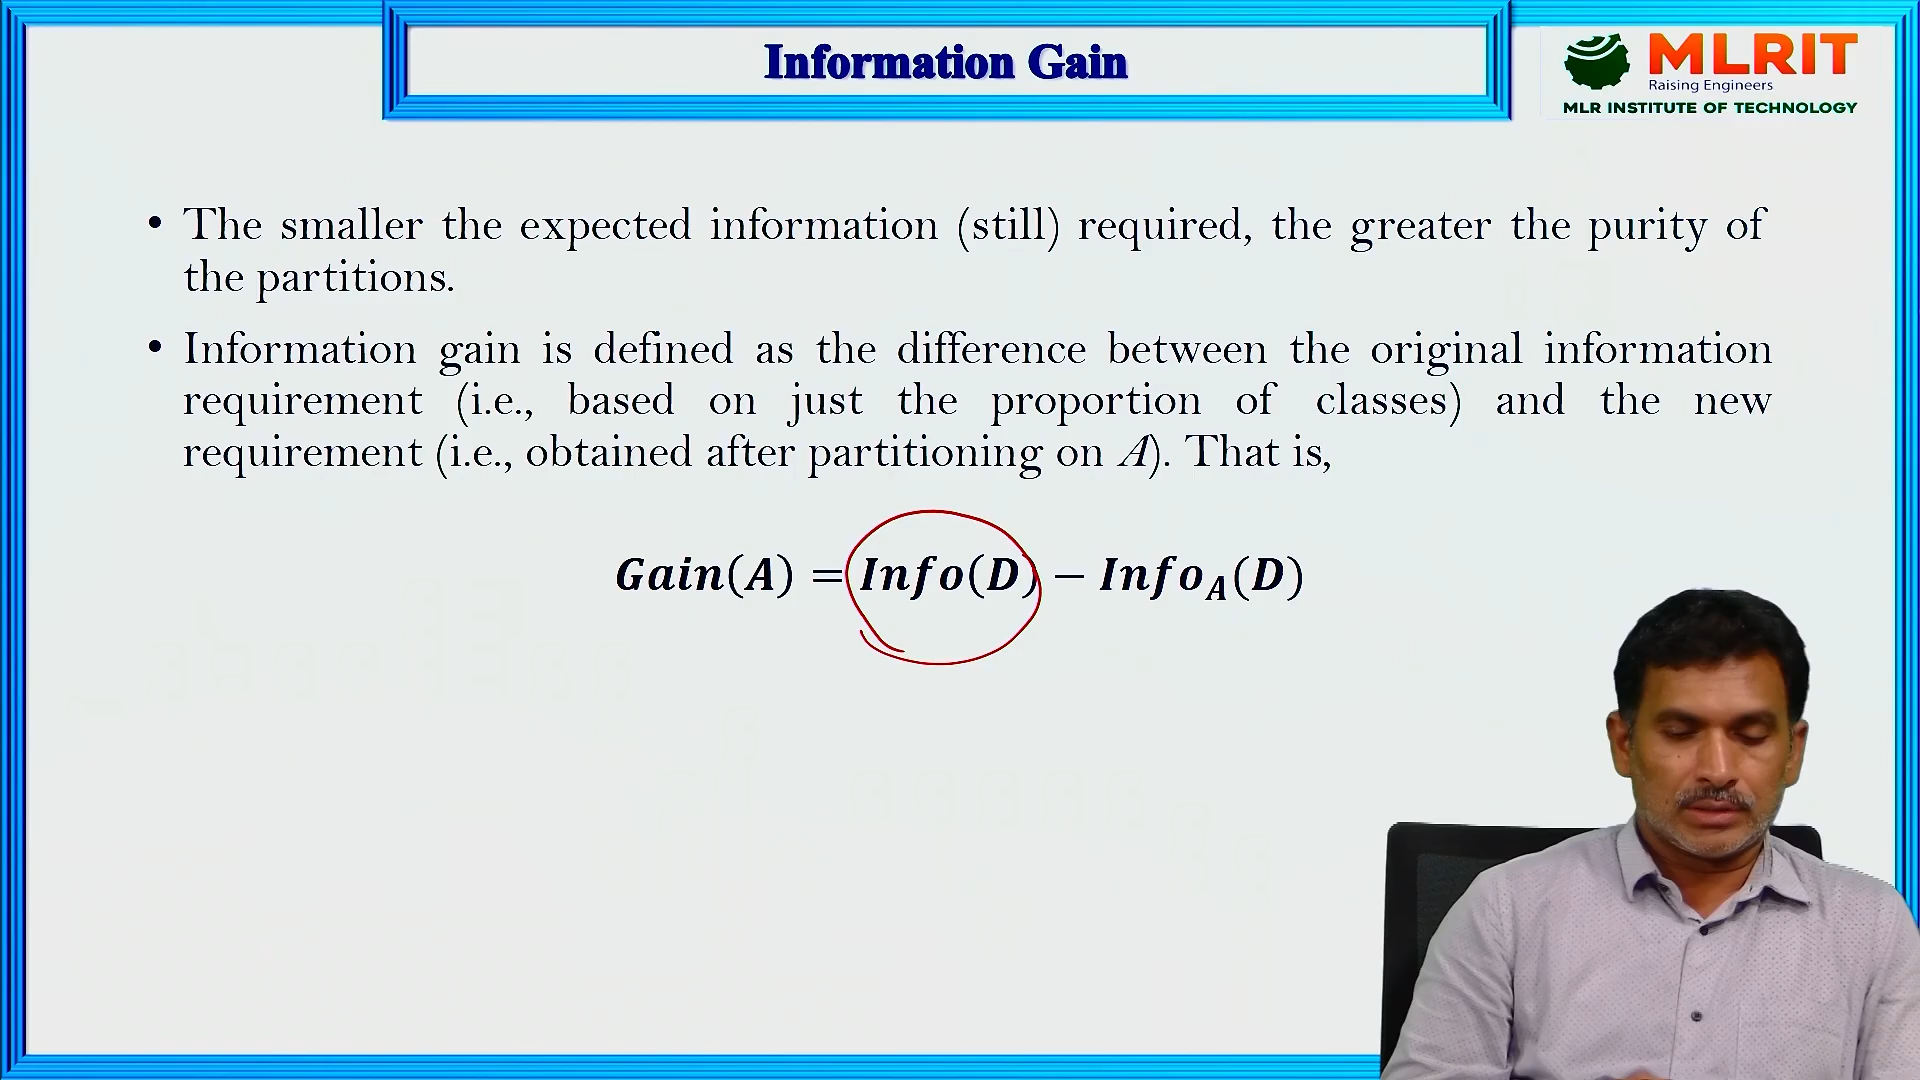 Information Gain
MLRIT
Raising Engineers
MLR INSTITUTE OF TECHNOLOGY
• The smaller the expected information (still) required, the greater the purity of
the partitions.
• Information gain is defined as the difference between the original information
requirement (i.e., based on just the proportion of classes) and the new
requirement (i.e., obtained after partitioning on A). That is,
Gain(A) = Info(D) − Info_A(D)